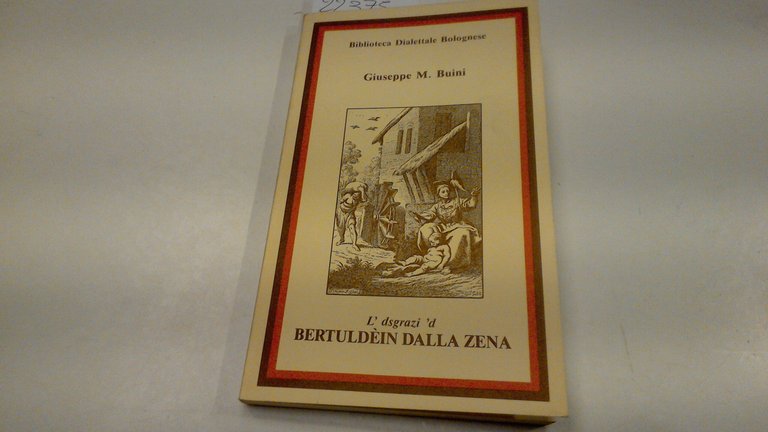 Biblioteca Dialettale Bolognese
Giuseppe M. Buini
L' dsgrazi 'd
BERTULDÈIN DALLA ZENA